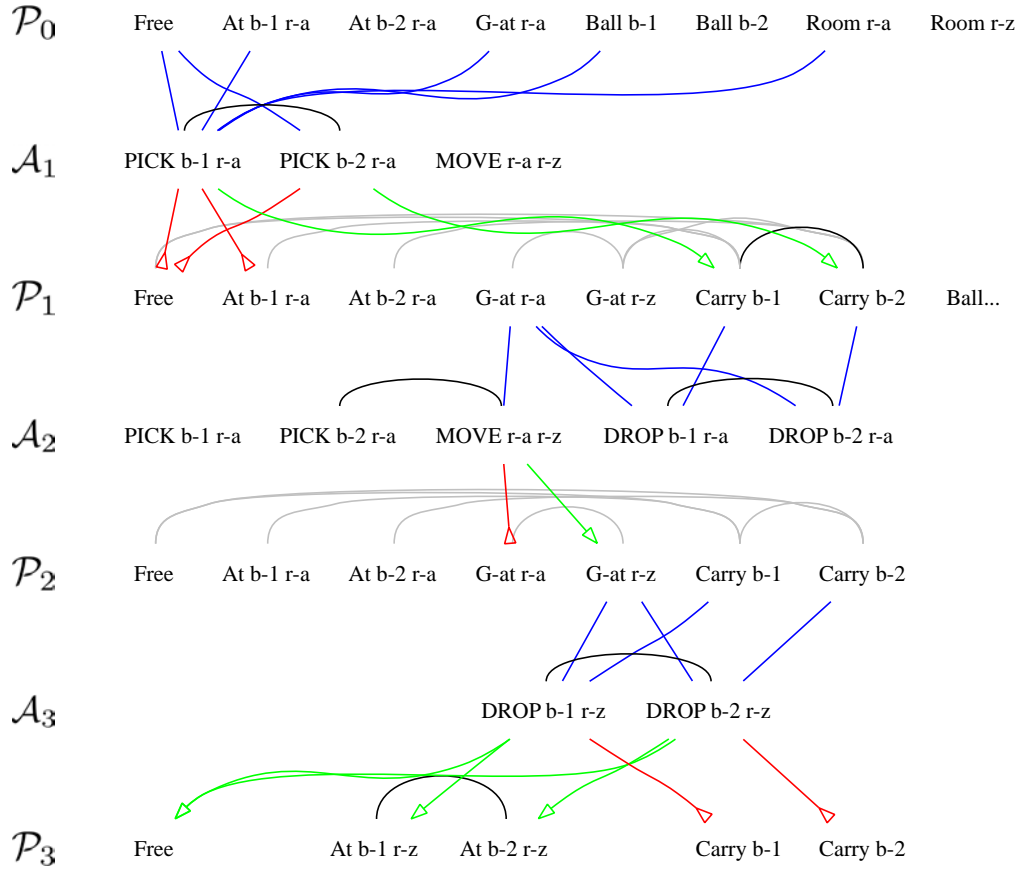 𝒫0 Free At b-1 r-a At b-2 r-a G-at r-a Ball b-1 Ball b-2 Room r-a Room r-z
𝒜1 PICK b-1 r-a PICK b-2 r-a MOVE r-a r-z
𝒫1 Free At b-1 r-a At b-2 r-a G-at r-a G-at r-z Carry b-1 Carry b-2 Ball...
𝒜2 PICK b-1 r-a PICK b-2 r-a MOVE r-a r-z DROP b-1 r-a DROP b-2 r-a
𝒫2 Free At b-1 r-a At b-2 r-a G-at r-a G-at r-z Carry b-1 Carry b-2
𝒜3 DROP b-1 r-z DROP b-2 r-z
𝒫3 Free At b-1 r-z At b-2 r-z Carry b-1 Carry b-2